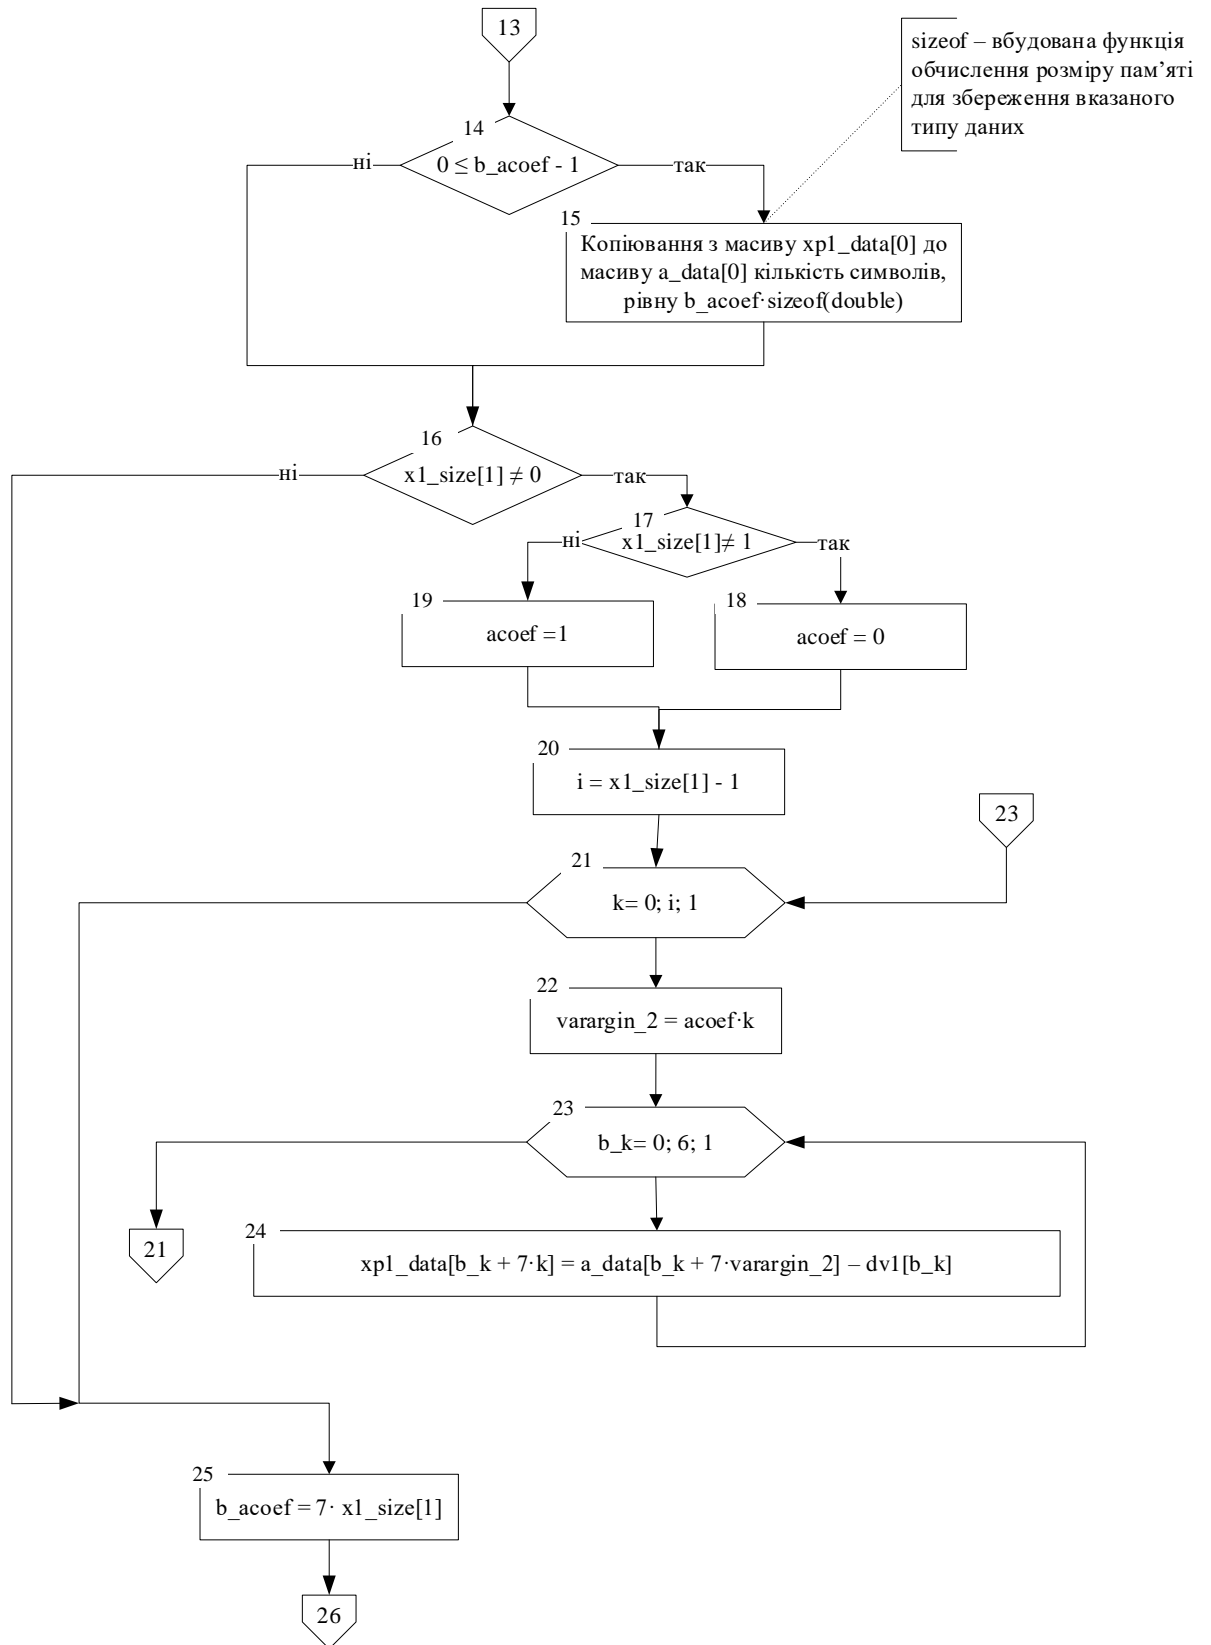 13
sizeof – вбудована функція
обчислення розміру пам’яті
для збереження вказаного
типу даних
14
ні
0 ≤ b_acoef - 1
так
15
Копіювання з масиву xp1_data[0] до
масиву a_data[0] кількість символів,
рівну b_acoef·sizeof(double)
16
ні
x1_size[1] ≠ 0
так
17
ні
x1_size[1]≠ 1
так
19
acoef =1
18
acoef = 0
20
i = x1_size[1] - 1
23
21
k= 0; i; 1
22
varargin_2 = acoef·k
23
b_k= 0; 6; 1
21
24
xp1_data[b_k + 7·k] = a_data[b_k + 7·varargin_2] – dv1[b_k]
25
b_acoef = 7· x1_size[1]
26